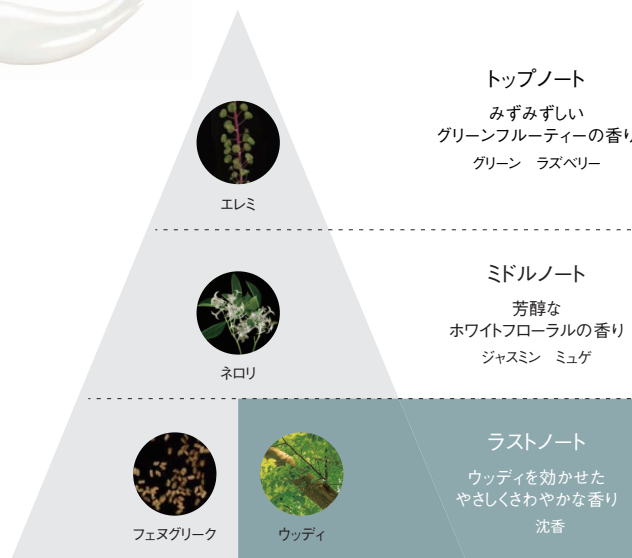 トップノート
みずみずしい
グリーンフルーティーの香り
グリーン　ラズベリー
エレミ
ミドルノート
芳醇な
ホワイトフローラルの香り
ジャスミン　ミュゲ
ネロリ
ラストノート
ウッディを効かせた
やさしくさわやかな香り
沈香
フェヌグリーク　ウッディ